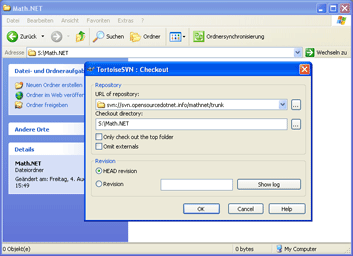 Math.NET
Datei Bearbeiten Ansicht Favoriten Extras ?
Zurück Suchen Ordner Ordnersynchronisierung
Adresse S:\Math.NET Wechseln zu
Datei- und Ordneraufgaben
Neuen Ordner erstellen
Ordner im Web veröffentlichen
Ordner freigeben
Andere Orte
Details
Math.NET
Dateiordner
Geändert am: Freitag, 4. Au
15:49
TortoiseSVN : Checkout
Repository
URL of repository:
svn://svn.opensourcedotnet.info/mathnet/trunk
...
Checkout directory:
S:\Math.NET
...
Only check out the top folder
Omit externals
Revision
HEAD revision
Revision
Show log
OK Cancel Help
0 Objekt(e) 0 bytes My Computer